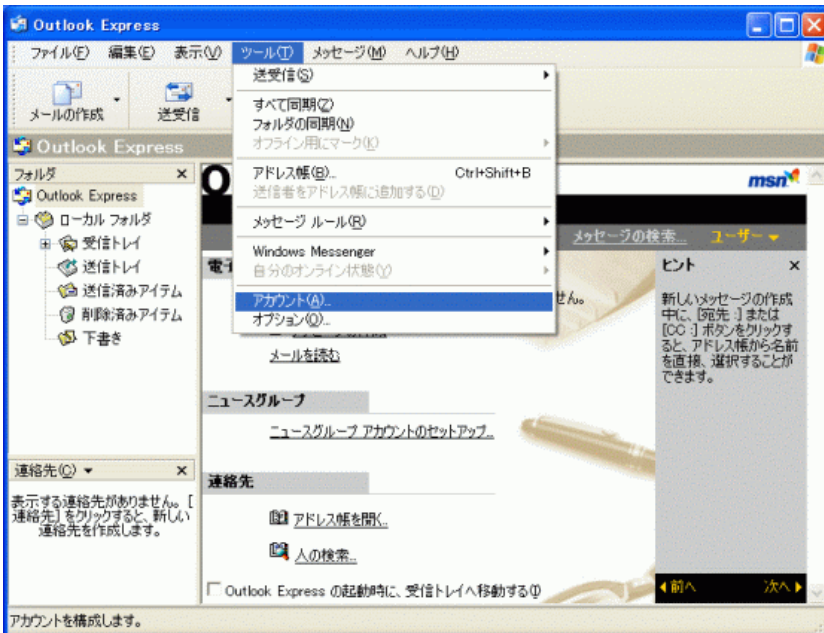 Outlook Express
ファイル(F) 編集(E) 表示(V) ツール(T) メッセージ(M) ヘルプ(H)
メールの作成 送受信
送受信(S)
すべて同期(Z)
フォルダの同期(N)
オフライン用にマーク(K)
アドレス帳(B)... Ctrl+Shift+B
送信者をアドレス帳に追加する(D)
メッセージ ルール(R)
Windows Messenger
自分のオンライン状態(Y)
アカウント(A)...
オプション(O)...
Outlook Express
フォルダ
Outlook Express
ローカル フォルダ
受信トレイ
送信トレイ
送信済みアイテム
削除済みアイテム
下書き
連絡先(C)
表示する連絡先がありません。[
連絡先] をクリックすると、新しい
連絡先を作成します。
msn
メッセージの検索... ユーザー
せん。
メールを読む
ニュースグループ
ニュースグループ アカウントのセットアップ...
連絡先
アドレス帳を開く...
人の検索...
Outlook Express の起動時に、受信トレイへ移動する(I)
ヒント
新しいメッセージの作成
中に、[宛先 :] または
[CC :] ボタンをクリックす
ると、アドレス帳から名前
を直接、選択することが
できます。
前へ 次へ
アカウントを構成します。